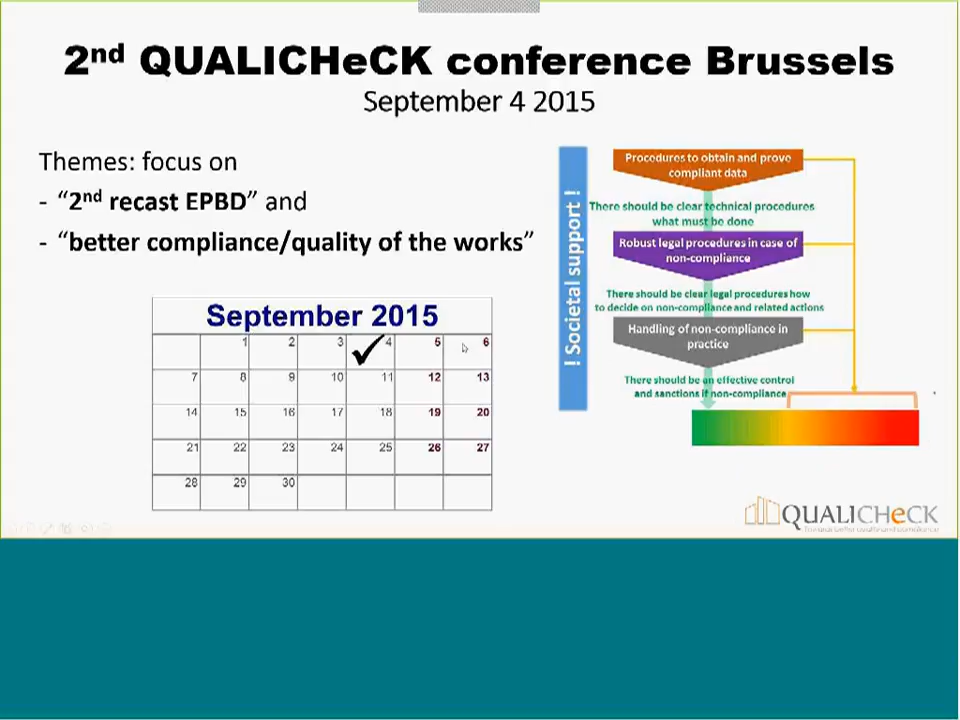 2nd QUALICHeCK conference Brussels
September 4 2015
Themes: focus on
- “2nd recast EPBD” and
- “better compliance/quality of the works”
September 2015
1 2 3 4 5 6
7 8 9 10 11 12 13
14 15 16 17 18 19 20
21 22 23 24 25 26 27
28 29 30
! Societal support !
Procedures to obtain and prove
compliant data
There should be clear technical procedures
what must be done
Robust legal procedures in case of
non-compliance
There should be clear legal procedures how
to decide on non-compliance and related actions
Handling of non-compliance in
practice
There should be an effective control
and sanctions if non-compliance
QUALICHeCK
Towards better quality and compliance